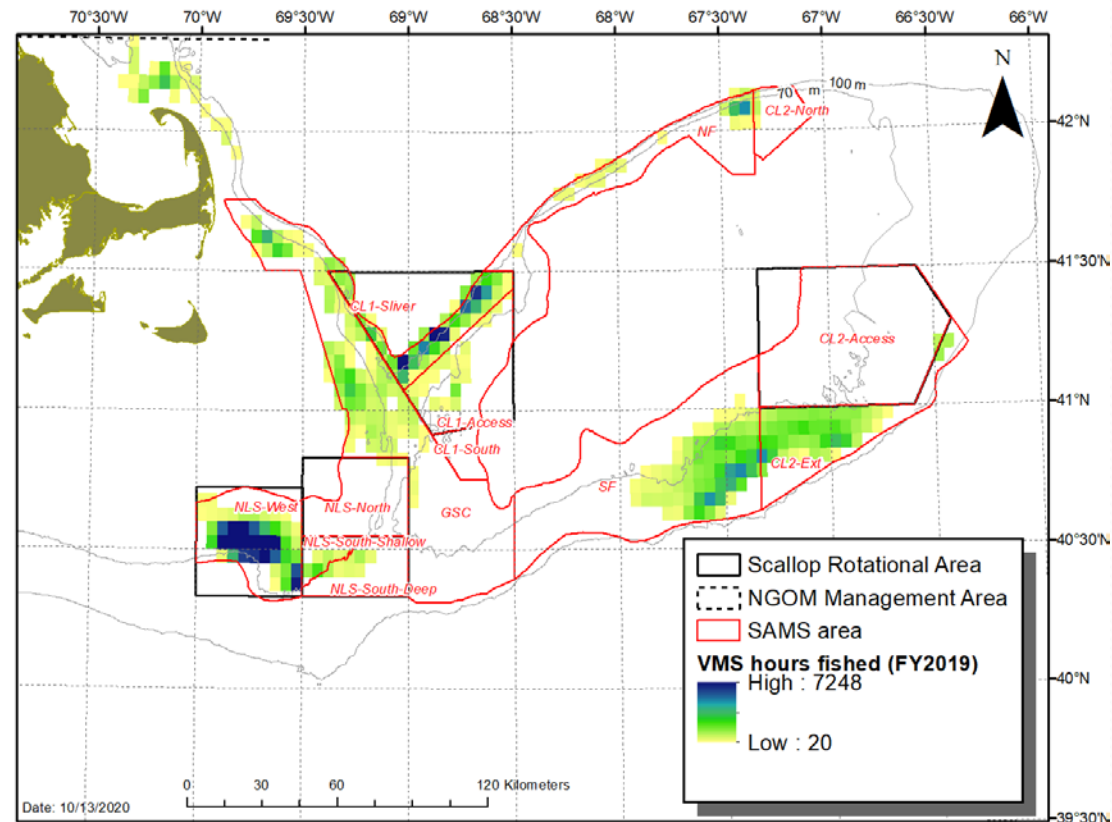 70°30'W 70°W 69°30'W 69°W 68°30'W 68°W 67°30'W 67°W 66°30'W 66°W
N
70 m 100 m
CL2-North
NF
42°N
41°30'N
CL1-Sliver
CL2-Access
41°N
CL1-Access
CL1-South
CL2-Ext
SF
NLS-West
NLS-North
GSC
NLS-South-Shallow
40°30'N
NLS-South-Deep
Scallop Rotational Area
NGOM Management Area
SAMS area
VMS hours fished (FY2019)
High : 7248
Low : 20
40°N
0 30 60 120 Kilometers
Date: 10/13/2020
39°30'N